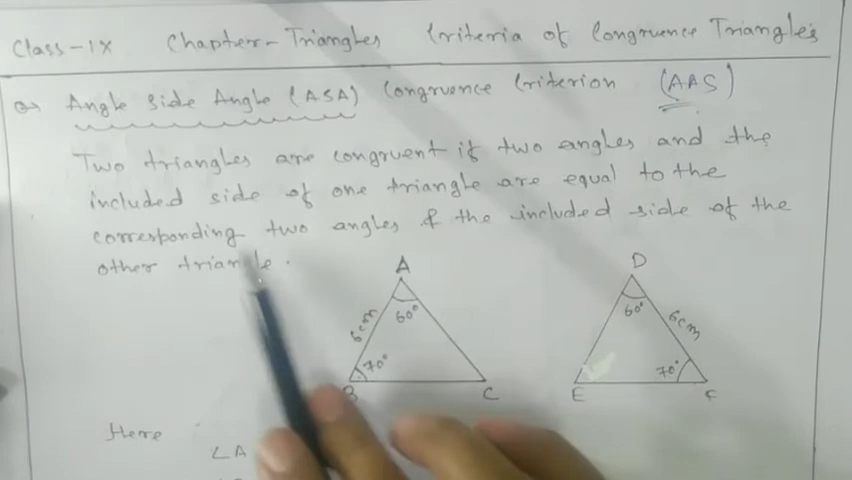 Class-IX Chapter-Triangles Criteria of Congruence Triangles
Angle Side Angle (ASA) Congruence Criterion (AAS)
Two triangles are congruent if two angles and the
included side of one triangle are equal to the
corresponding two angles & the included side of the
other triangle.
A
D
60°
60°
6cm
6cm
70°
70°
B
C
E
F
Here
∠A